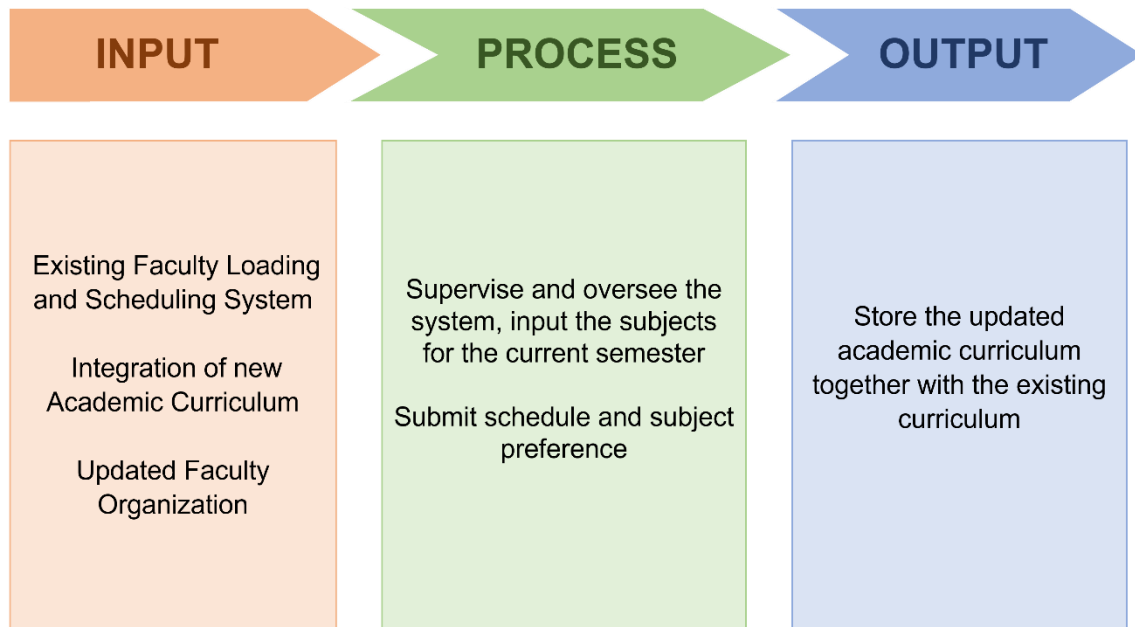 INPUT
PROCESS
OUTPUT
Existing Faculty Loading
and Scheduling System
Integration of new
Academic Curriculum
Updated Faculty
Organization
Supervise and oversee the
system, input the subjects
for the current semester
Submit schedule and subject
preference
Store the updated
academic curriculum
together with the existing
curriculum